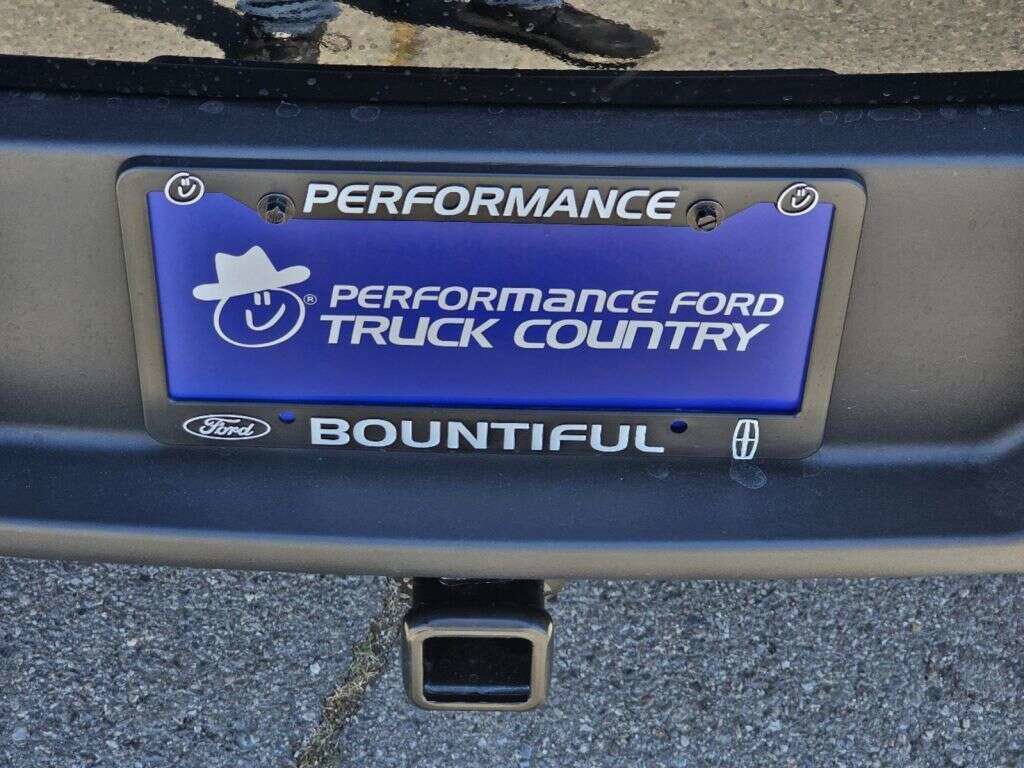 PERFORMANCE
® PERFORMANCE FORD
TRUCK COUNTRY
Ford BOUNTIFUL